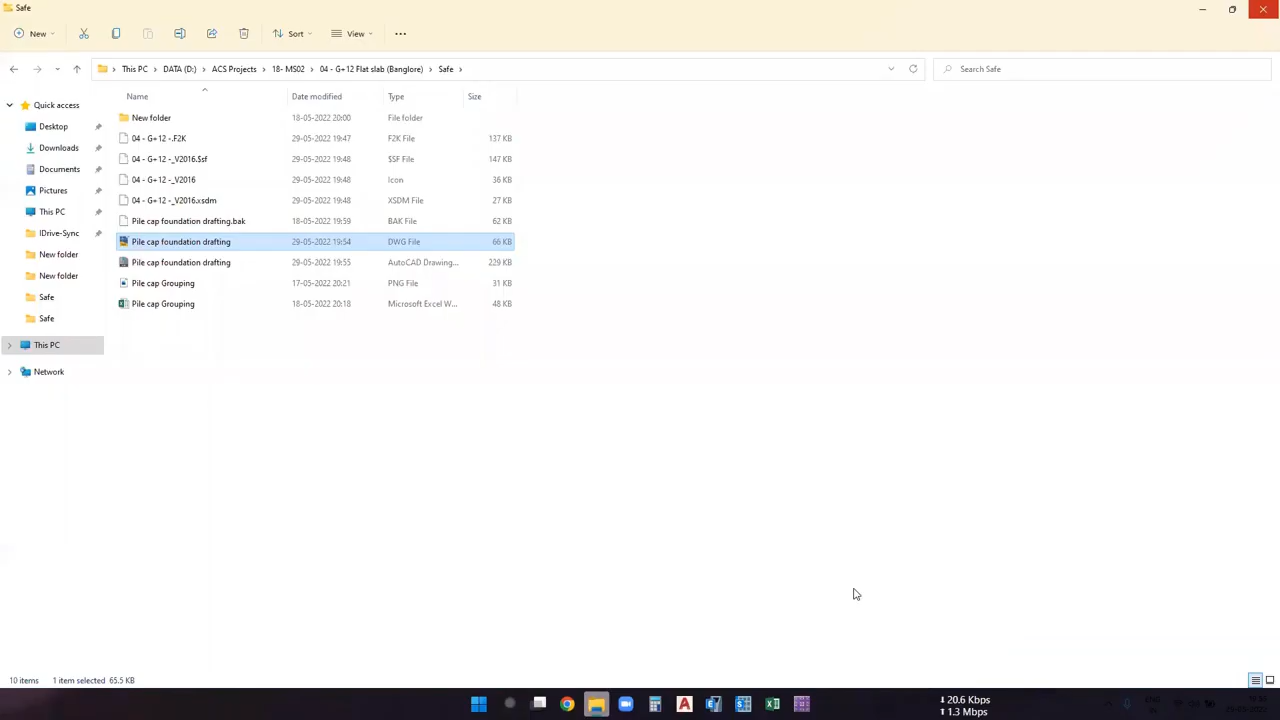 Safe
New Sort View
This PC DATA (D:) ACS Projects 18- MS02 04 - G+12 Flat slab (Banglore) Safe Search Safe
Name Date modified Type Size
Quick access
Desktop
Downloads
Documents
Pictures
This PC
IDrive-Sync
New folder
New folder
Safe
Safe
This PC
Network
New folder 18-05-2022 20:00 File folder
04 - G+12 -.F2K 29-05-2022 19:47 F2K File 137 KB
04 - G+12 -_V2016.$sf 29-05-2022 19:48 $SF File 147 KB
04 - G+12 -_V2016 29-05-2022 19:48 Icon 36 KB
04 - G+12 -_V2016.xsdm 29-05-2022 19:48 XSDM File 27 KB
Pile cap foundation drafting.bak 18-05-2022 19:59 BAK File 62 KB
Pile cap foundation drafting 29-05-2022 19:54 DWG File 66 KB
Pile cap foundation drafting 29-05-2022 19:55 AutoCAD Drawing... 229 KB
Pile cap Grouping 17-05-2022 20:21 PNG File 31 KB
Pile cap Grouping 18-05-2022 20:18 Microsoft Excel W... 48 KB
10 items 1 item selected 65.5 KB
↓ 20.6 Kbps
↑ 1.3 Mbps